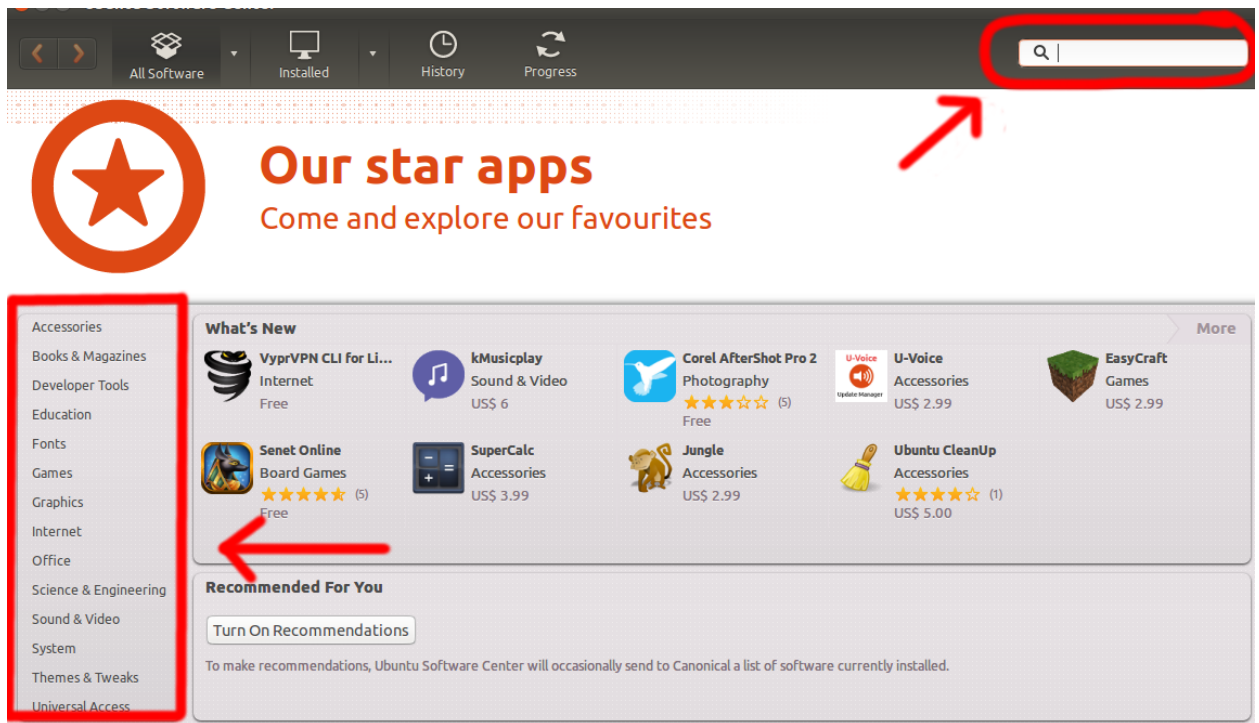 All Software
Installed
History
Progress
Our star apps
Come and explore our favourites
Accessories
Books & Magazines
Developer Tools
Education
Fonts
Games
Graphics
Internet
Office
Science & Engineering
Sound & Video
System
Themes & Tweaks
Universal Access
What's New
More
VyprVPN CLI for Li...
Internet
Free
kMusicplay
Sound & Video
US$ 6
Corel AfterShot Pro 2
Photography
(5)
Free
U-Voice
Update Manager
U-Voice
Accessories
US$ 2.99
EasyCraft
Games
US$ 2.99
Senet Online
Board Games
(5)
Free
SuperCalc
Accessories
US$ 3.99
Jungle
Accessories
US$ 2.99
Ubuntu CleanUp
Accessories
(1)
US$ 5.00
Recommended For You
Turn On Recommendations
To make recommendations, Ubuntu Software Center will occasionally send to Canonical a list of software currently installed.